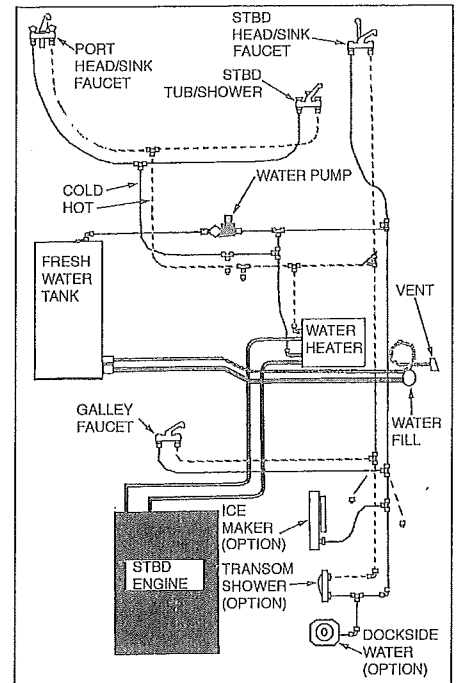 PORT
HEAD/SINK
FAUCET
STBD
HEAD/SINK
FAUCET
STBD
TUB/SHOWER
COLD
HOT
WATER PUMP
FRESH
WATER
TANK
VENT
WATER
HEATER
WATER
FILL
GALLEY
FAUCET
ICE
MAKER
(OPTION)
STBD
ENGINE
TRANSOM
SHOWER
(OPTION)
DOCKSIDE
WATER
(OPTION)